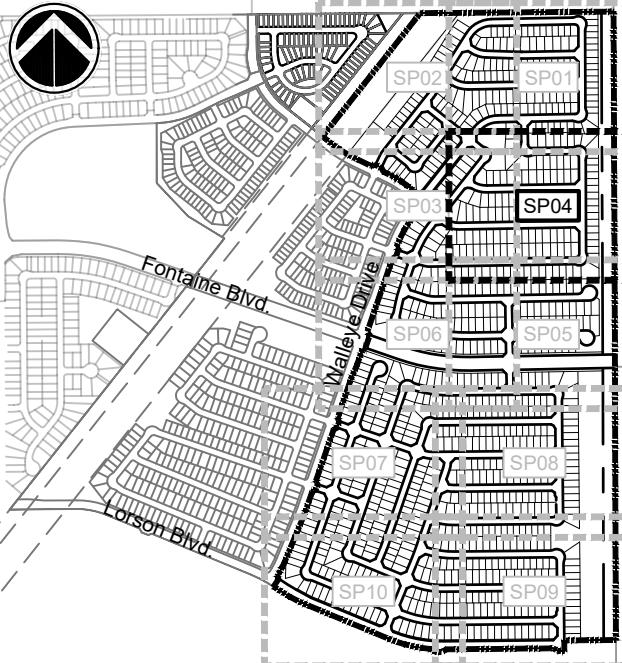 SP02
SP01
SP03
SP04
Fontaine Blvd.
Walleye Drive
SP06
SP05
SP07
SP08
Lorson Blvd.
SP10
SP09